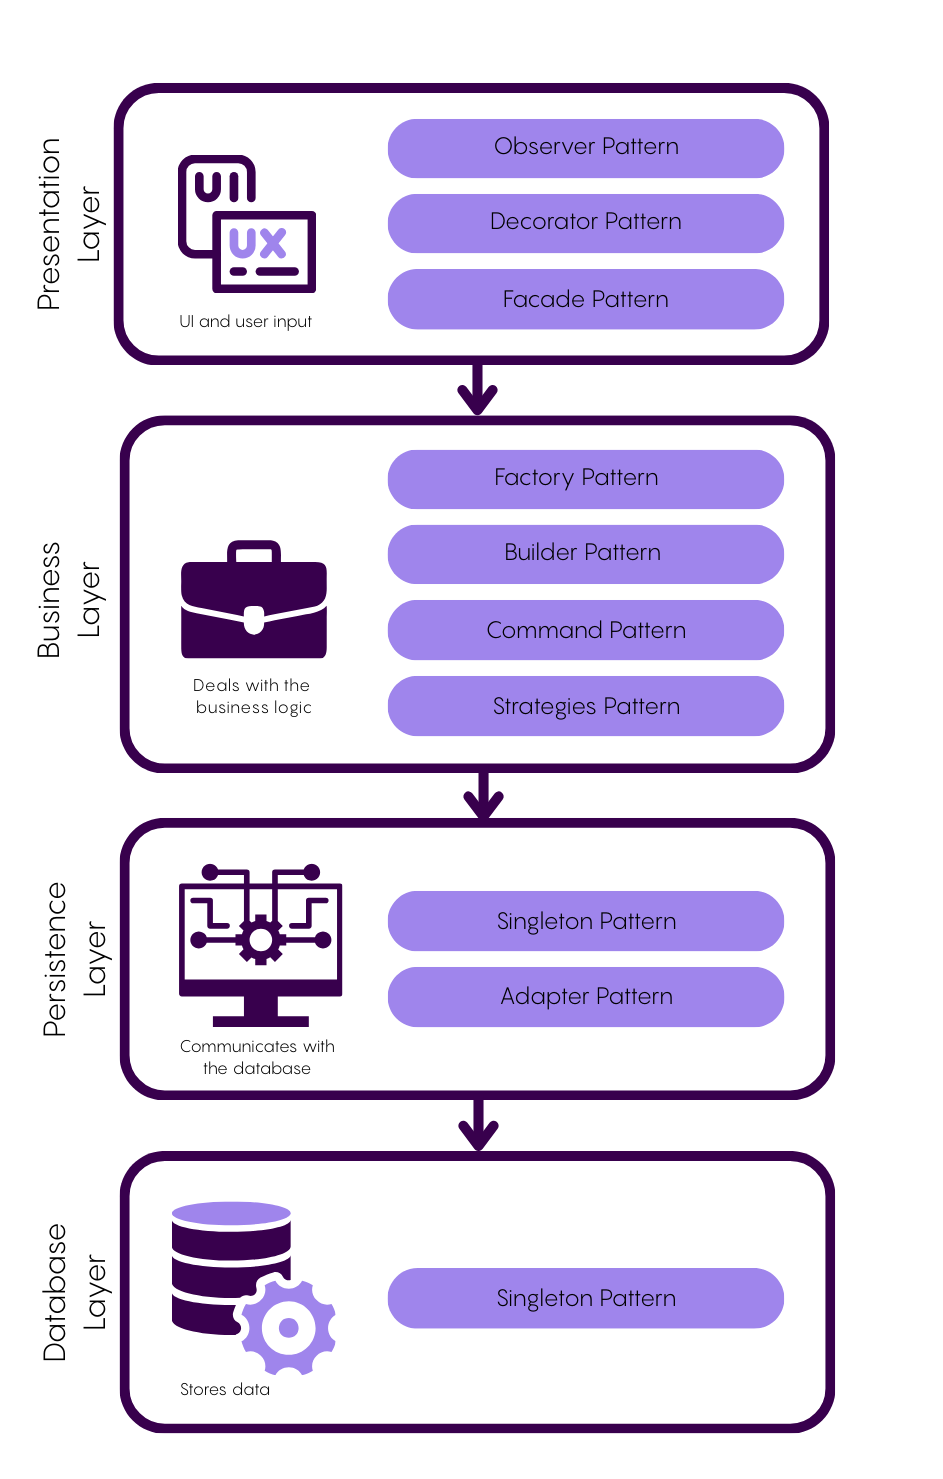 Presentation
Layer
UI
UX
UI and user input
Observer Pattern
Decorator Pattern
Facade Pattern
Business
Layer
Deals with the
business logic
Factory Pattern
Builder Pattern
Command Pattern
Strategies Pattern
Persistence
Layer
Communicates with
the database
Singleton Pattern
Adapter Pattern
Database
Layer
Stores data
Singleton Pattern